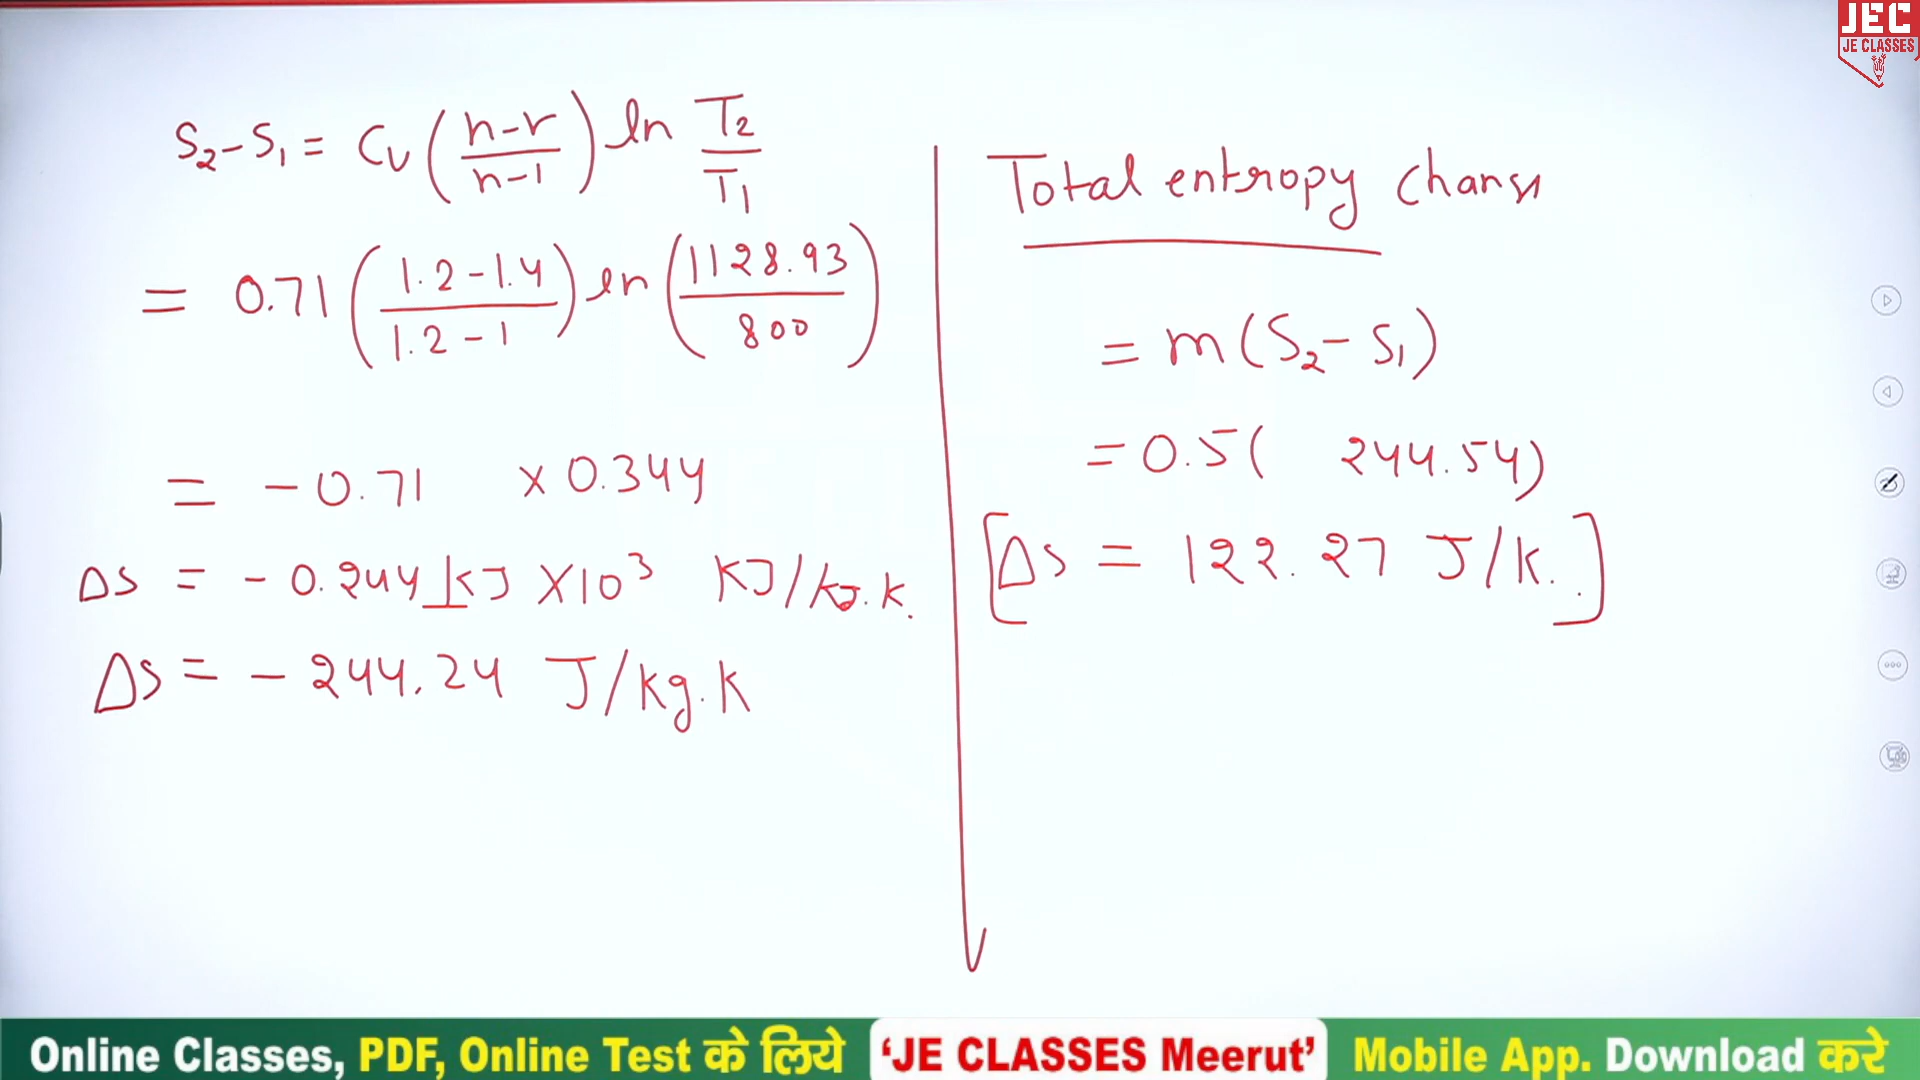 JEC
JE CLASSES
S₂-S₁ = Cv (n-r / n-1) ln T₂/T₁
= 0.71 (1.2-1.4 / 1.2-1) ln (1128.93 / 800)
= -0.71 × 0.344
ΔS = -0.244 kJ ×10³ KJ/kg.K.
ΔS = -244.24 J/kg.K
Total entropy chang
= m(S₂-S₁)
= 0.5( 244.54)
[ΔS = 122.27 J/K.]
Online Classes, PDF, Online Test के लिये 'JE CLASSES Meerut' Mobile App. Download करे